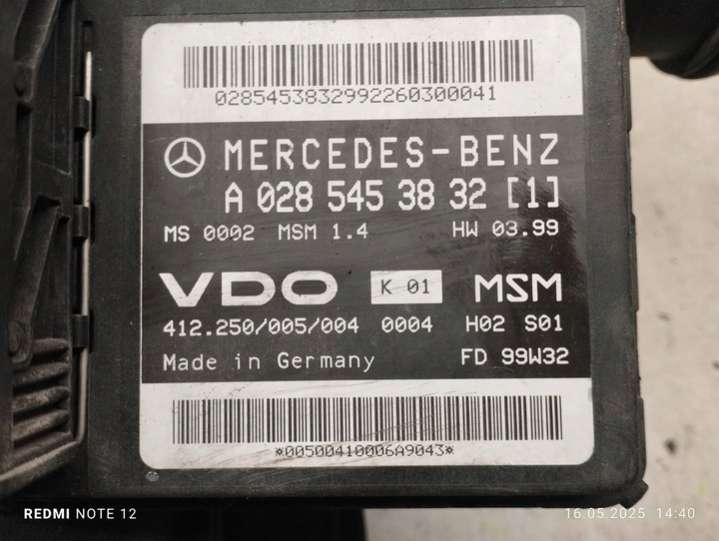 0285453832992260300041
MERCEDES-BENZ
A 028 545 38 32 [1]
MS 0002 MSM 1.4 HW 03.99
VDO K 01 MSM
412.250/005/004 0004 H02 S01
Made in Germany FD 99W32
*00500410006A9043*
REDMI NOTE 12
16.05.2025 14:40